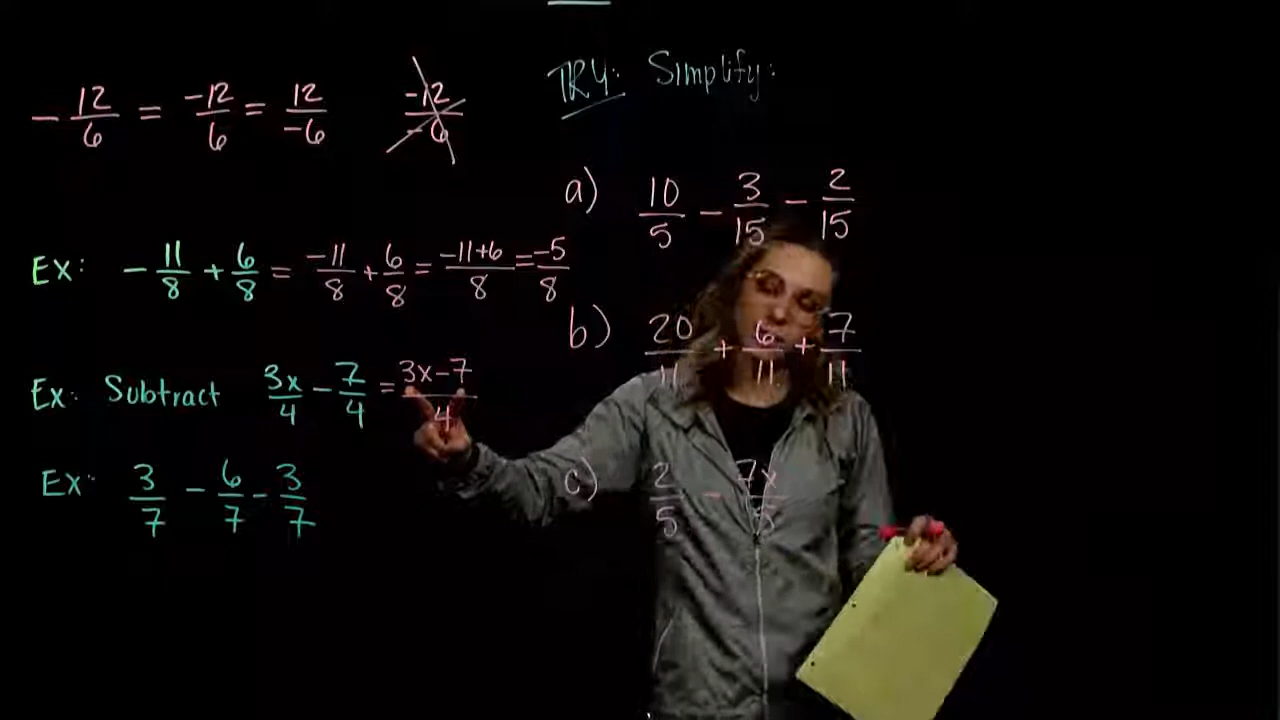 -12/6 = -12/6 = 12/-6   -12/-6
Ex: -11/8 + 6/8 = -11/8 + 6/8 = -11+6/8 = -5/8
Ex: Subtract 3x/4 - 7/4 = 3x-7/4
Ex: 3/7 - 6/7 - 3/7
TRY: Simplify:
a) 10/5 - 3/15 - 2/15
b) 20/11 + 6/11 + 7/11
c) 2/5 - 7x/5